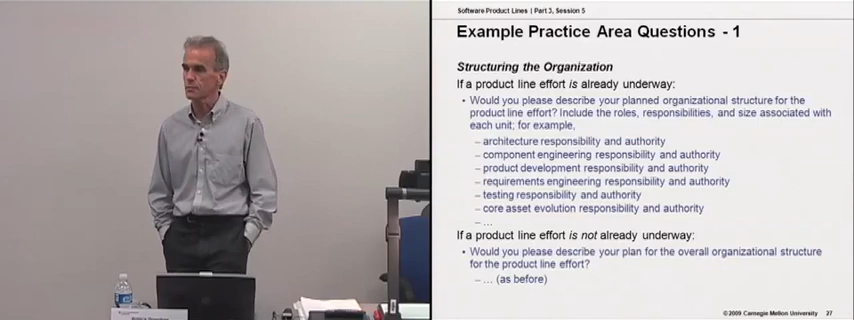 Software Product Lines | Part 3, Session 5
Example Practice Area Questions - 1
Structuring the Organization
If a product line effort is already underway:
• Would you please describe your planned organizational structure for the
product line effort? Include the roles, responsibilities, and size associated with
each unit; for example,
– architecture responsibility and authority
– component engineering responsibility and authority
– product development responsibility and authority
– requirements engineering responsibility and authority
– testing responsibility and authority
– core asset evolution responsibility and authority
– ...
If a product line effort is not already underway:
• Would you please describe your plan for the overall organizational structure
for the product line effort?
– ... (as before)
© 2009 Carnegie Mellon University 27